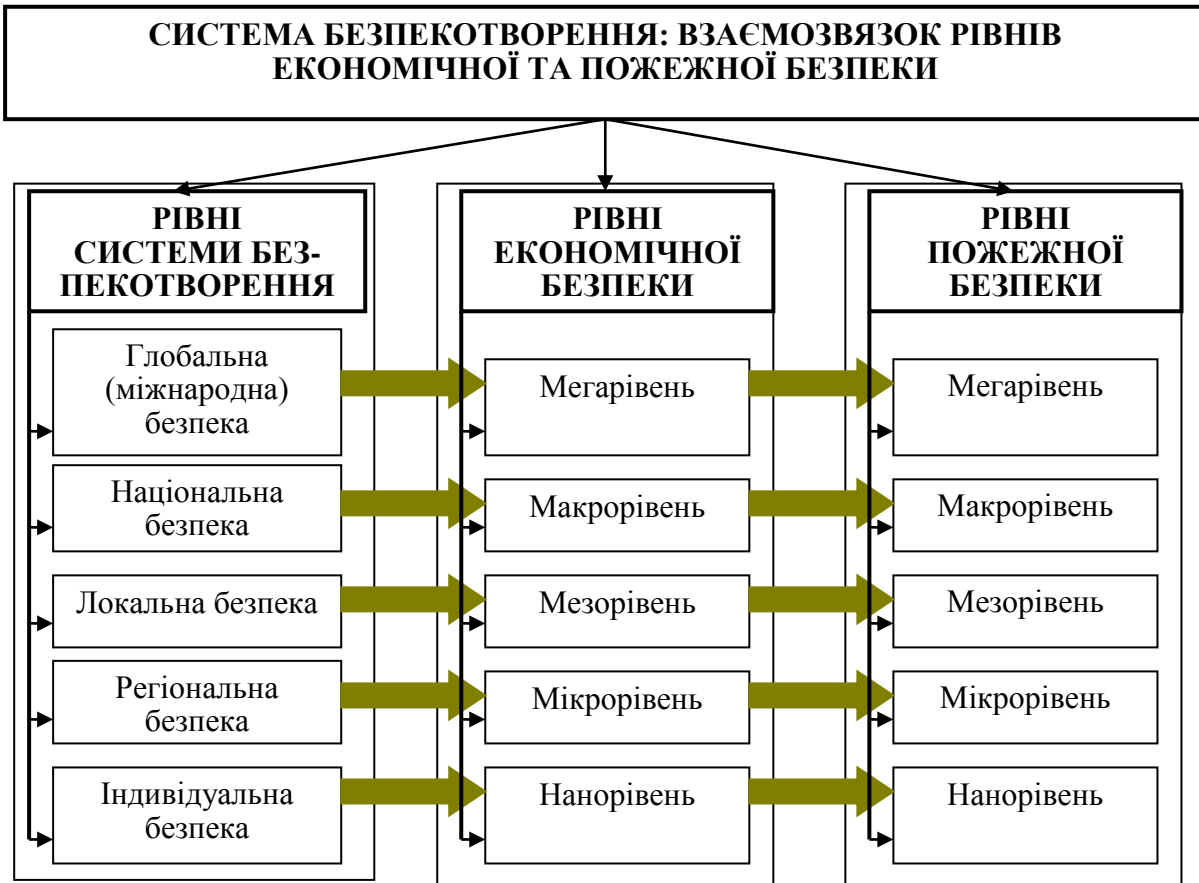 СИСТЕМА БЕЗПЕКОТВОРЕННЯ: ВЗАЄМОЗВЯЗОК РІВНІВ
ЕКОНОМІЧНОЇ ТА ПОЖЕЖНОЇ БЕЗПЕКИ
РІВНІ
СИСТЕМИ БЕЗ-
ПЕКОТВОРЕННЯ
Глобальна
(міжнародна)
безпека
Національна
безпека
Локальна безпека
Регіональна
безпека
Індивідуальна
безпека
РІВНІ
ЕКОНОМІЧНОЇ
БЕЗПЕКИ
Мегарівень
Макрорівень
Мезорівень
Мікрорівень
Нанорівень
РІВНІ
ПОЖЕЖНОЇ
БЕЗПЕКИ
Мегарівень
Макрорівень
Мезорівень
Мікрорівень
Нанорівень